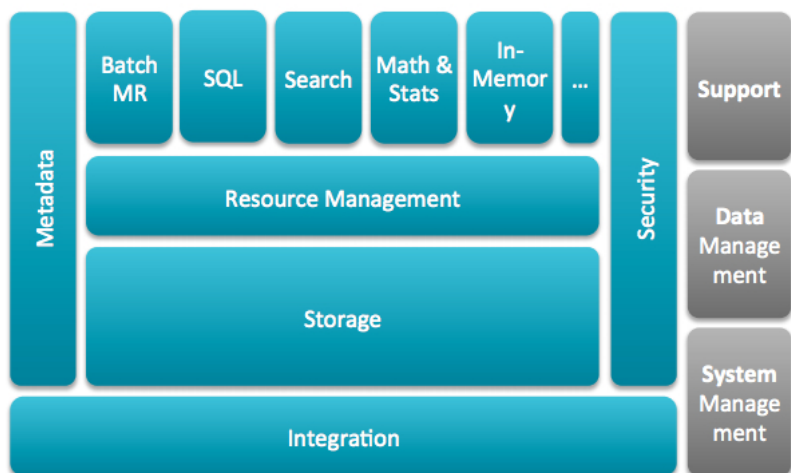 Metadata
Batch
MR
SQL
Search
Math &
Stats
In-
Memor
y
...
Resource Management
Storage
Security
Integration
Support
Data
Manage
ment
System
Manage
ment